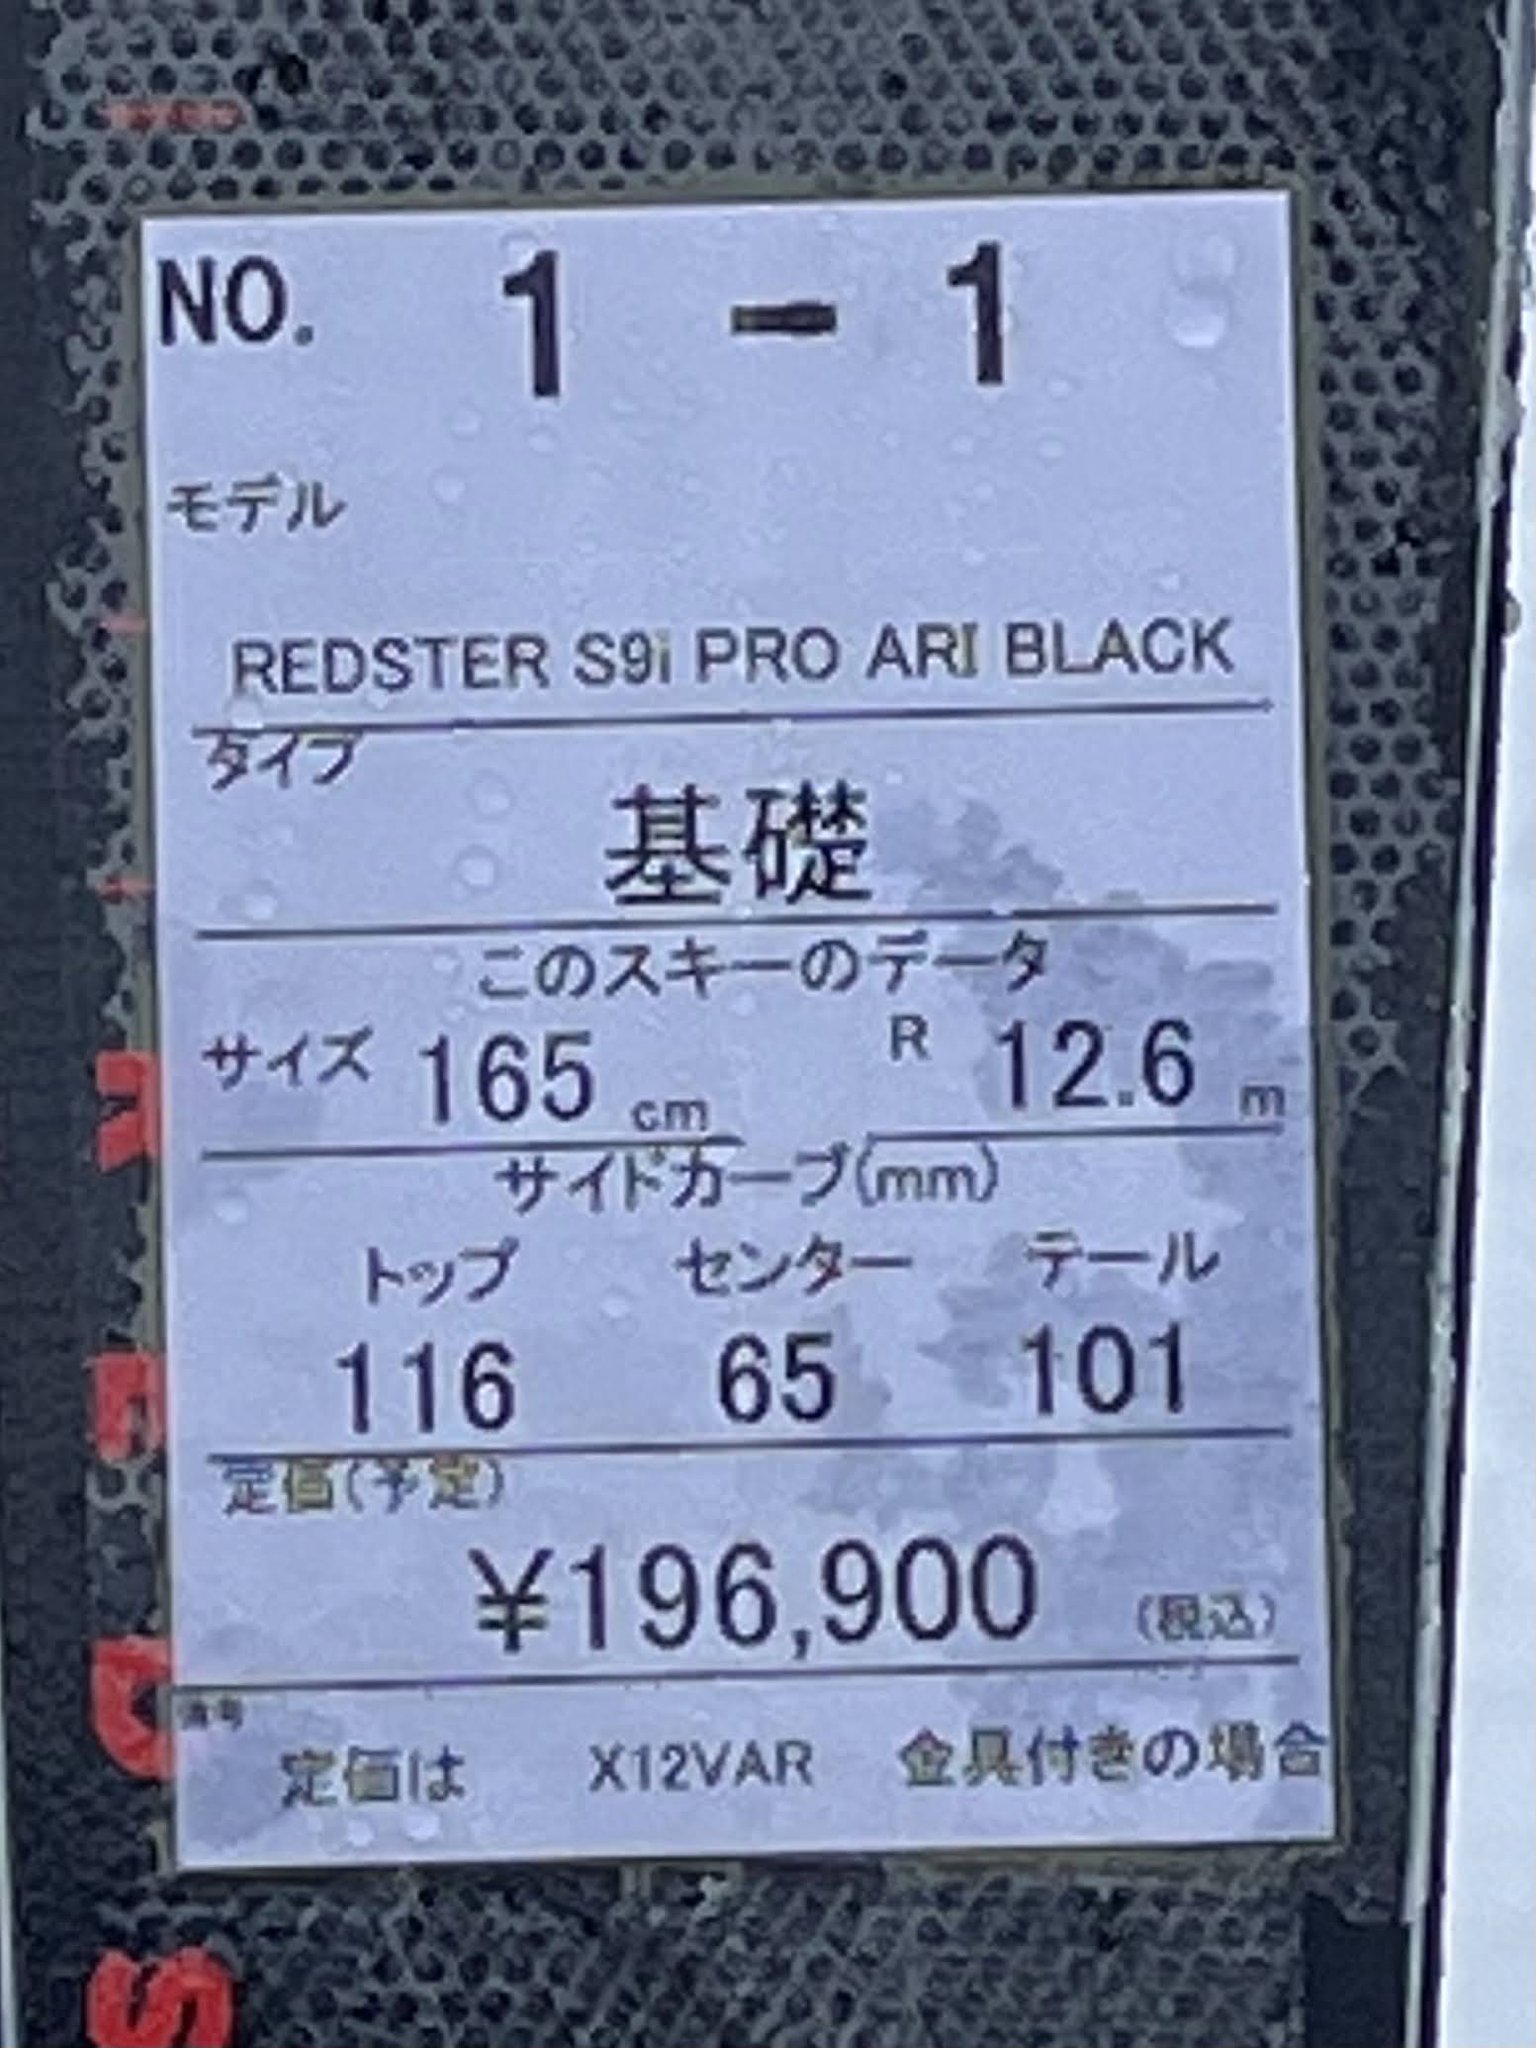 NO. 1 - 1
モデル
REDSTER S9i PRO ARI BLACK
タイプ
基礎
このスキーのデータ
サイズ 165 cm R 12.6 m
サイドカーブ(mm)
トップ センター テール
116 65 101
定価(予定)
¥196,900 (税込)
備考
定価は X12VAR 金具付きの場合